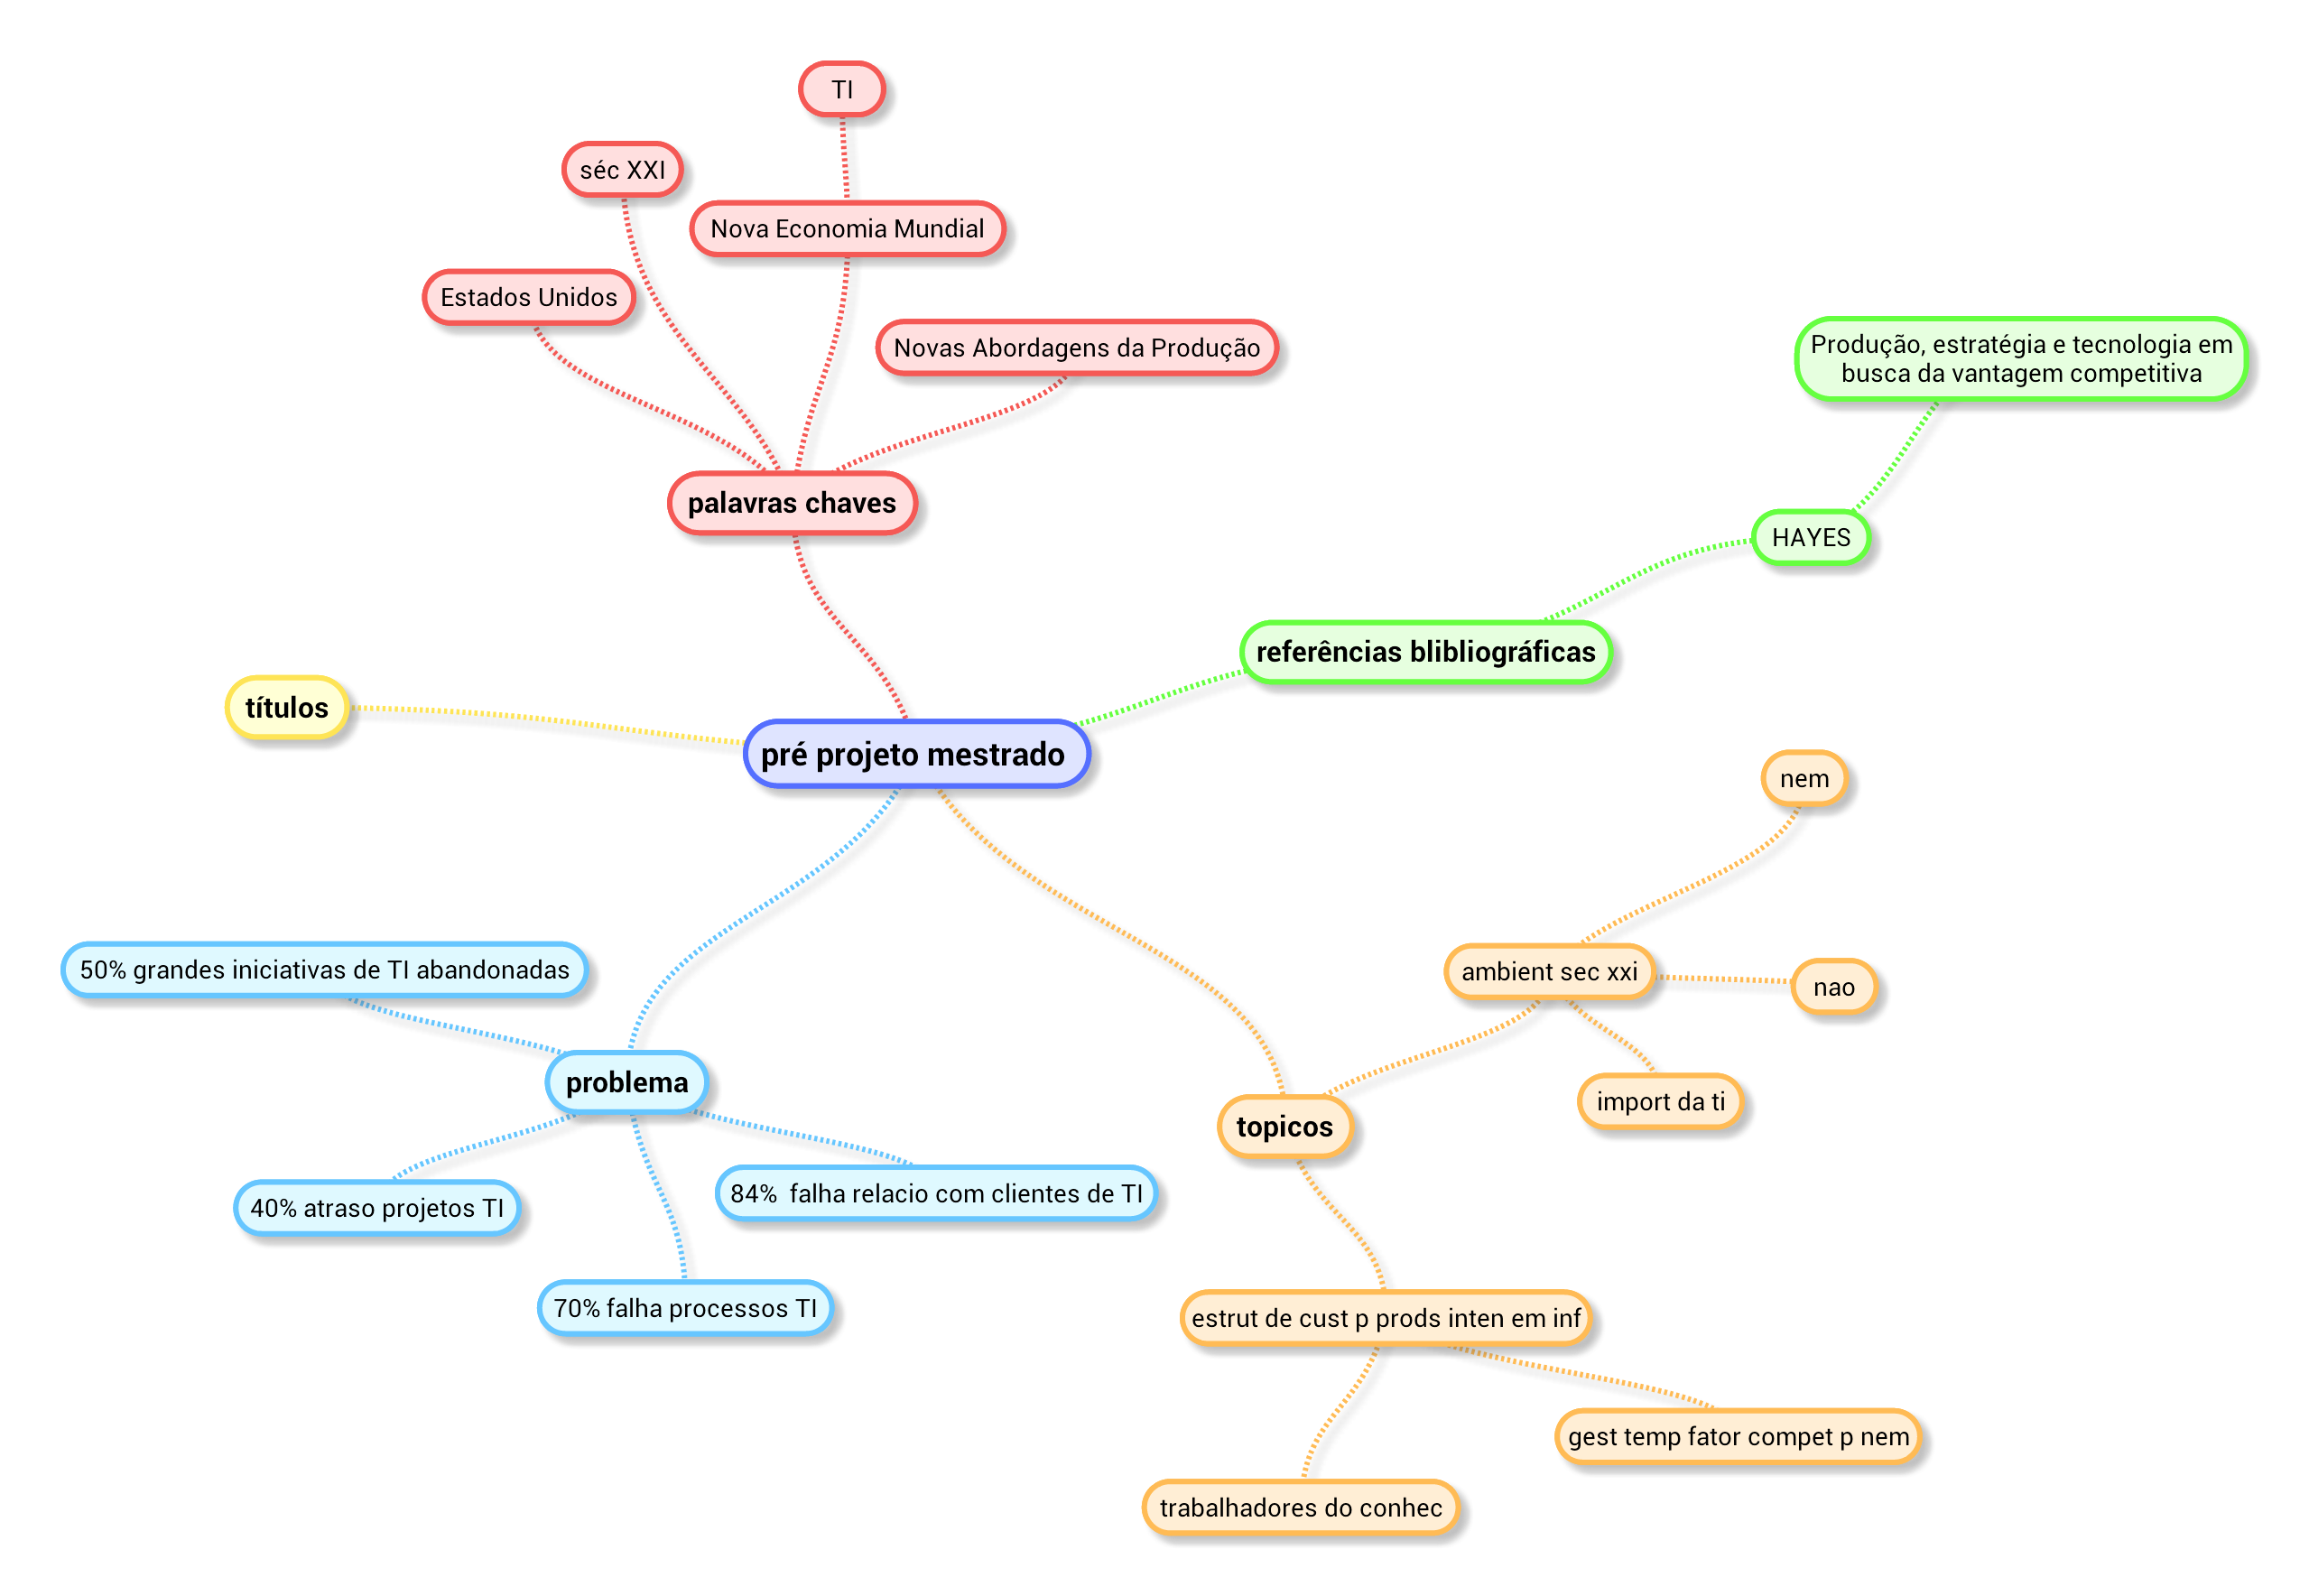 TI
séc XXI
Nova Economia Mundial
Estados Unidos
Novas Abordagens da Produção
palavras chaves
Produção, estratégia e tecnologia em
busca da vantagem competitiva
HAYES
referências blibliográficas
títulos
pré projeto mestrado
nem
ambient sec xxi
nao
import da ti
topicos
50% grandes iniciativas de TI abandonadas
problema
40% atraso projetos TI
84%  falha relacio com clientes de TI
70% falha processos TI
estrut de cust p prods inten em inf
gest temp fator compet p nem
trabalhadores do conhec